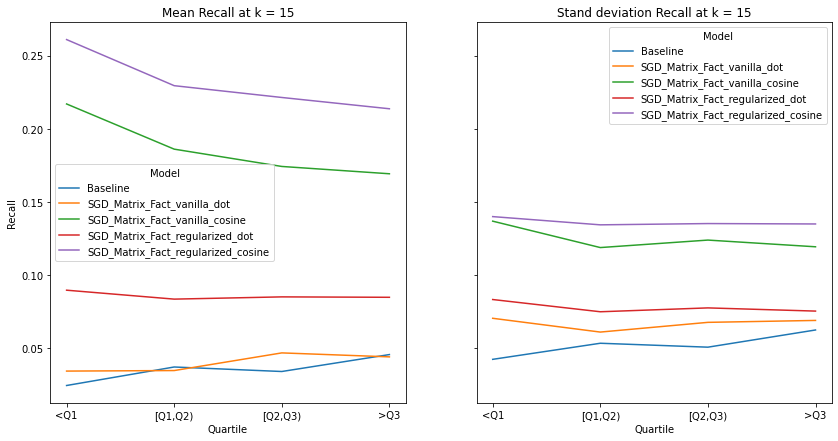 Mean Recall at k = 15
Recall
0.25
0.20
0.15
0.10
0.05
Model
Baseline
SGD_Matrix_Fact_vanilla_dot
SGD_Matrix_Fact_vanilla_cosine
SGD_Matrix_Fact_regularized_dot
SGD_Matrix_Fact_regularized_cosine
<Q1
[Q1,Q2)
[Q2,Q3)
>Q3
Quartile
Stand deviation Recall at k = 15
Model
Baseline
SGD_Matrix_Fact_vanilla_dot
SGD_Matrix_Fact_vanilla_cosine
SGD_Matrix_Fact_regularized_dot
SGD_Matrix_Fact_regularized_cosine
<Q1
[Q1,Q2)
[Q2,Q3)
>Q3
Quartile